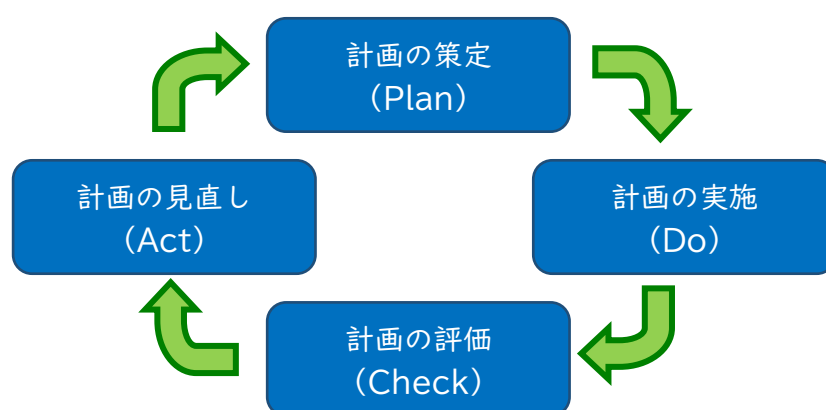 計画の策定
（Plan）
計画の実施
（Do）
計画の評価
（Check）
計画の見直し
（Act）